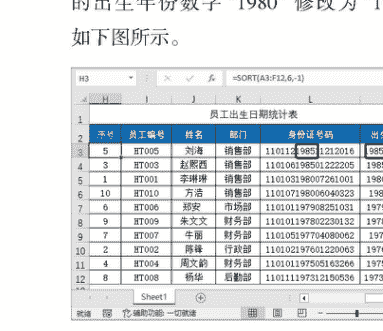 的出生年份数字“1980”修改为“1
如下图所示。
H3 =SORT(A3:F12,6,-1)
H I J K L
1 员工出生日期统计表
2 序号 员工编号 姓名 部门 身份证号码
3 5 HT005 刘海 销售部 110112198511212016
4 3 HT003 赵熙西 销售部 110106198501222205
5 1 HT001 李琳琳 销售部 110103198007261001
6 10 HT010 方浩 销售部 110107198006040323
7 6 HT006 郑安 市场部 110101197908251031
8 9 HT009 朱文文 财务部 110101197802230132
9 7 HT007 牛丽 财务部 110105197704080062
10 2 HT002 陈锋 行政部 110102197601220063
11 4 HT004 周文韵 财务部 110101197505163266
12 8 HT008 杨华 后勤部 110111197312150536
Sheet1
就绪 辅助功能: 一切就绪